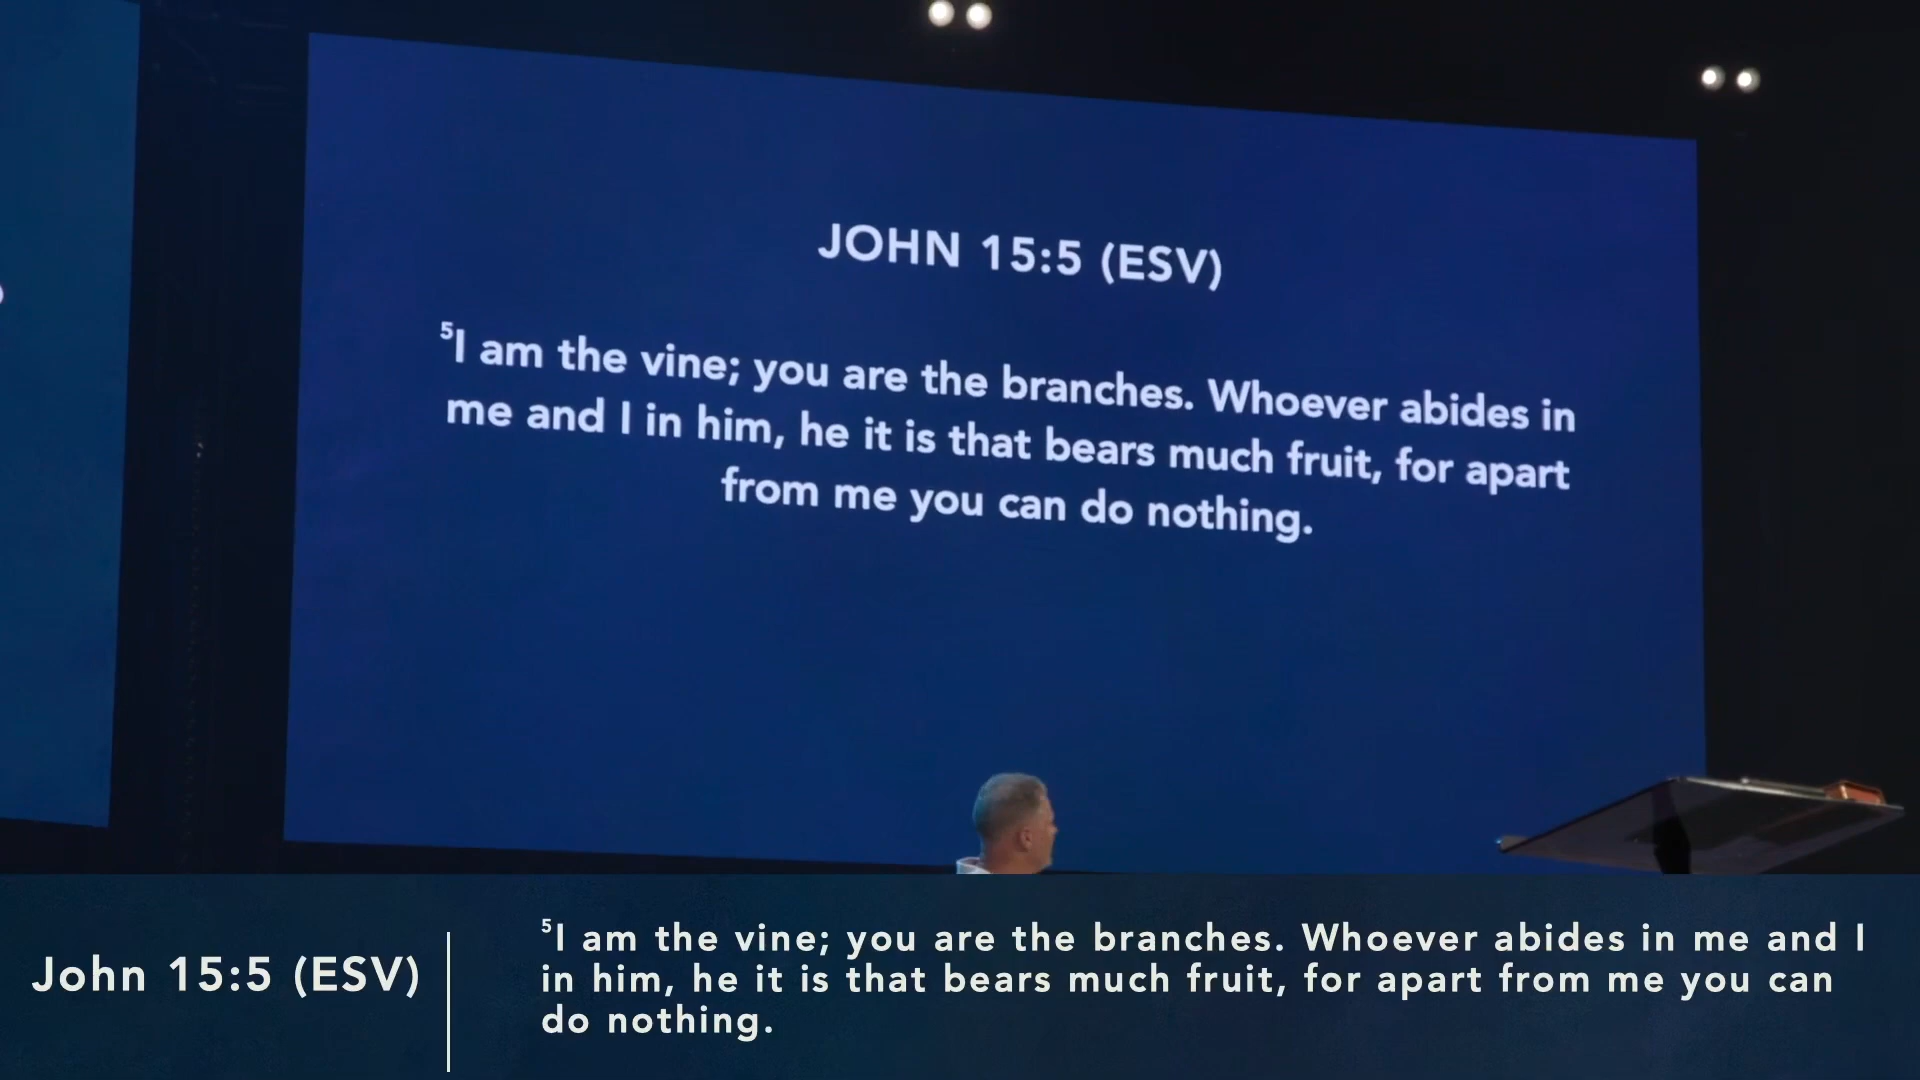 JOHN 15:5 (ESV)
⁵I am the vine; you are the branches. Whoever abides in
me and I in him, he it is that bears much fruit, for apart
from me you can do nothing.
John 15:5 (ESV)
⁵I am the vine; you are the branches. Whoever abides in me and I
in him, he it is that bears much fruit, for apart from me you can
do nothing.